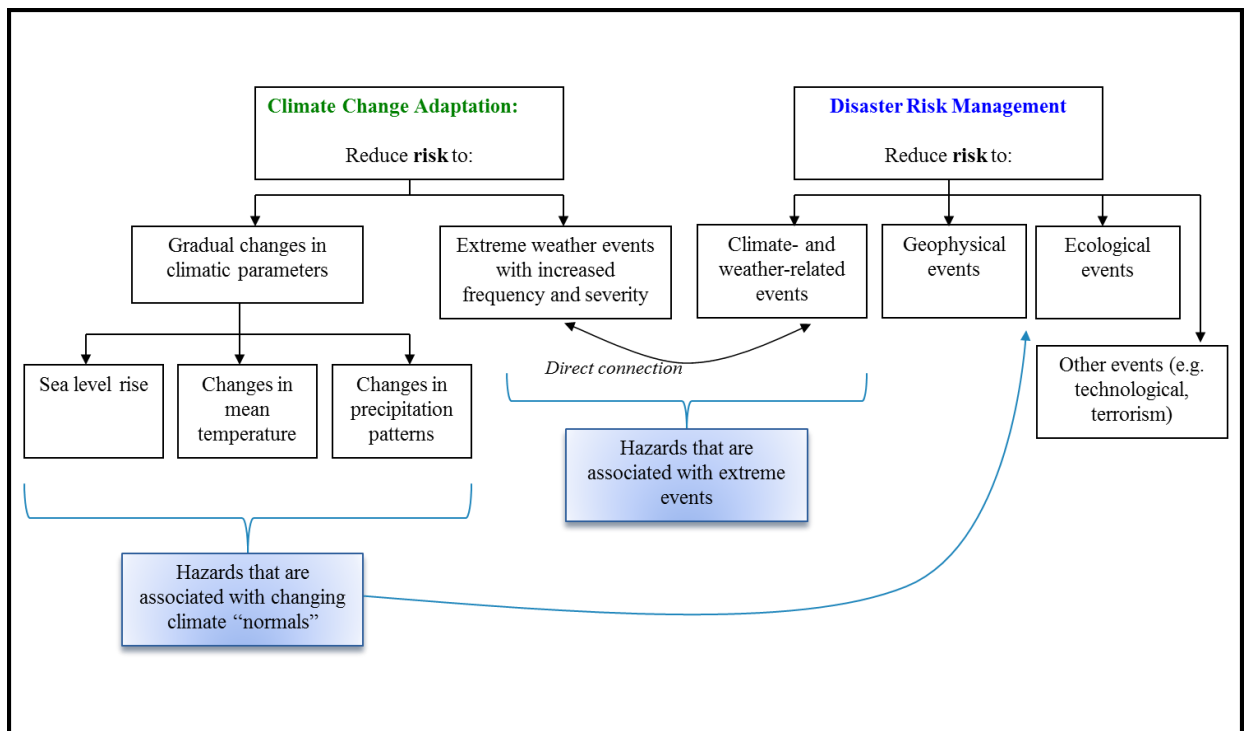 Climate Change Adaptation:
Reduce risk to:
Disaster Risk Management
Reduce risk to:
Gradual changes in
climatic parameters
Extreme weather events
with increased
frequency and severity
Climate- and
weather-related
events
Geophysical
events
Ecological
events
Direct connection
Sea level rise
Changes in
mean
temperature
Changes in
precipitation
patterns
Other events (e.g.
technological,
terrorism)
Hazards that are
associated with extreme
events
Hazards that are
associated with changing
climate “normals”